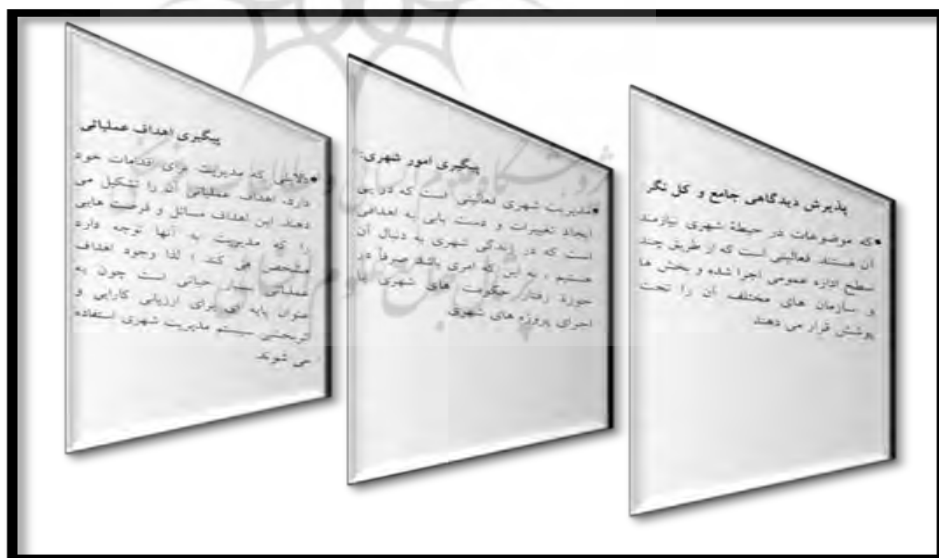 پذیرش دیدگاهی جامع و کل نگر
•که موضوعات در حیطهٔ شهری نیازمند
آن هستند. فعالیتی است که از طریق چند
سطح اداره عمومی اجرا شده و بخش ها
و سازمان های مختلف آن را تحت
پوشش قرار می دهند
پیگیری امور شهری:
•مدیریت شهری فعالیتی است که در پی
ایجاد تغییرات و دست یابی به اهدافی
است که در زندگی شهری به دنبال آن
هستیم ، نه این که امری باشد صرفاً در
حوزه رفتار حکومت های شهری یا
اجرای پروژه های شهری
پیگیری اهداف عملیاتی
•دلایلی که مدیریت برای اقدامات خود
دارد، اهداف عملیاتی آن را تشکیل می
دهند. این اهداف مسائل و فرصت هایی
را که مدیریت به آنها توجه دارد
مشخص می کند ؛ لذا وجود اهداف
عملیاتی بسیار حیاتی است چون به
عنوان پایه ای برای ارزیابی کارایی و
اثربخشی سیستم مدیریت شهری استفاده
می شوند